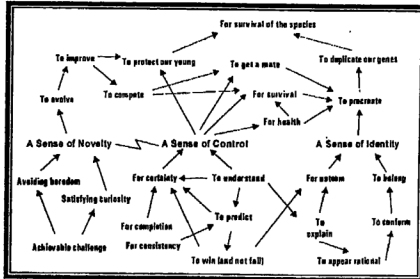 For survival of the species
To improve
To protect our young
To get a mate
To duplicate our genes
To evolve
To compete
For survival
To procreate
For health
A Sense of Novelty
A Sense of Control
A Sense of Identity
Avoiding boredom
For certainty
To understand
For esteem
To belong
Satisfying curiosity
To predict
For completion
To explain
To conform
For consistency
Achievable challenge
To win (and not fail)
To appear rational